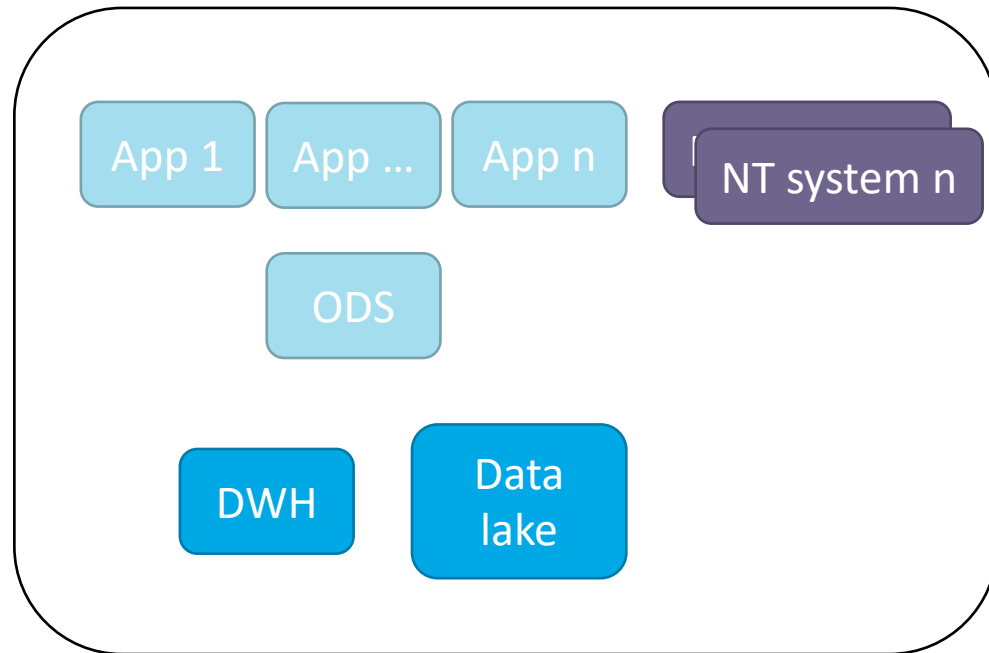 App 1
App ...
App n
NT system n
ODS
DWH
Data
lake